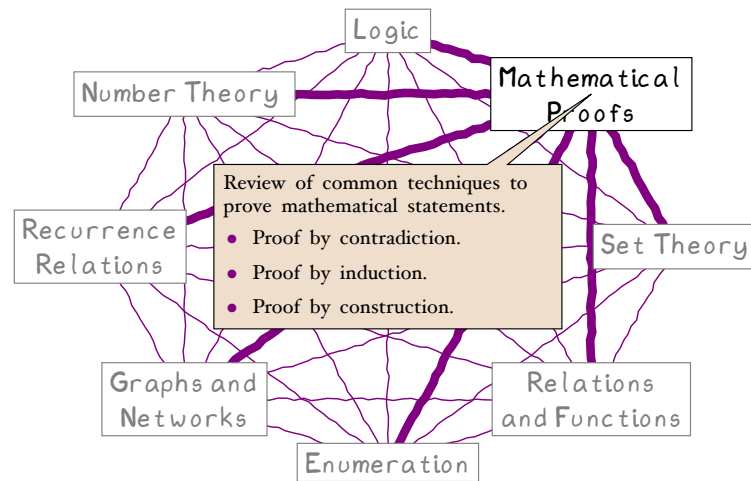 Logic
Mathematical
Proofs
Number Theory
Review of common techniques to
prove mathematical statements.
• Proof by contradiction.
• Proof by induction.
• Proof by construction.
Recurrence
Relations
Set Theory
Graphs and
Networks
Relations
and Functions
Enumeration